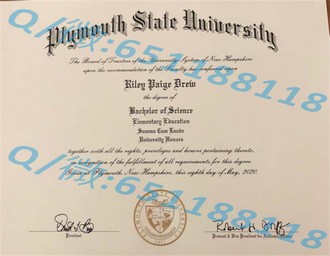 Plymouth State University
The Board of Trustees of the University System of New Hampshire
upon the recommendation of the Faculty has conferred upon
Riley Paige Drew
the degree of
Bachelor of Science
Elementary Education
Summa Cum Laude
University Honors
together with all the rights, privileges and honors pertaining thereto,
in recognition of the fulfillment of all requirements for this degree
Given at Plymouth, New Hampshire, this eighth day of May, 2020.
President
Provost & Vice President for Academic Affairs
Q/微:651188118
Q/微:651188118
Q/微:651188118